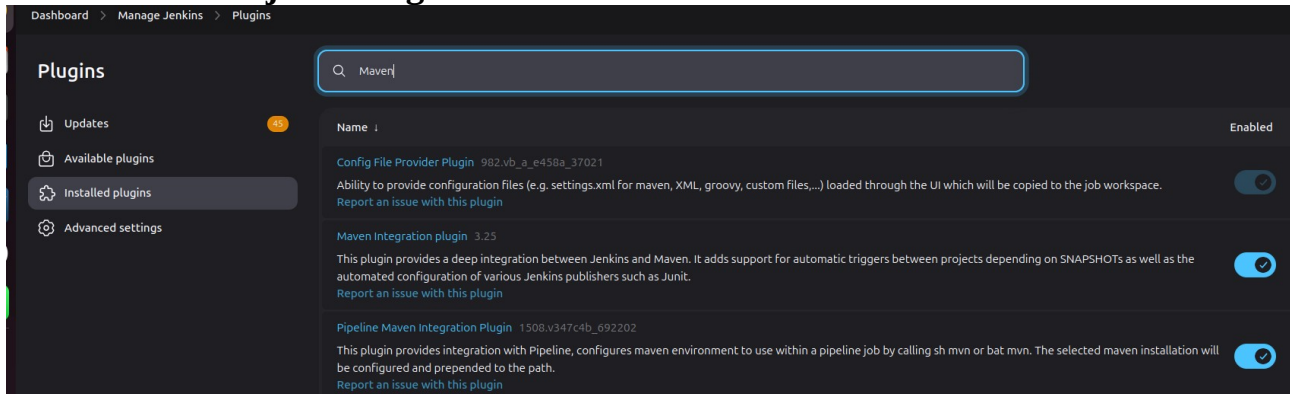 Dashboard > Manage Jenkins > Plugins
Plugins
Maven
Updates 45
Available plugins
Installed plugins
Advanced settings
Name ↓ Enabled
Config File Provider Plugin 982.vb_a_e458a_37021
Ability to provide configuration files (e.g. settings.xml for maven, XML, groovy, custom files,...) loaded through the UI which will be copied to the job workspace.
Report an issue with this plugin
Maven Integration plugin 3.25
This plugin provides a deep integration between Jenkins and Maven. It adds support for automatic triggers between projects depending on SNAPSHOTs as well as the
automated configuration of various Jenkins publishers such as Junit.
Report an issue with this plugin
Pipeline Maven Integration Plugin 1508.v347c4b_692202
This plugin provides integration with Pipeline, configures maven environment to use within a pipeline job by calling sh mvn or bat mvn. The selected maven installation will
be configured and prepended to the path.
Report an issue with this plugin